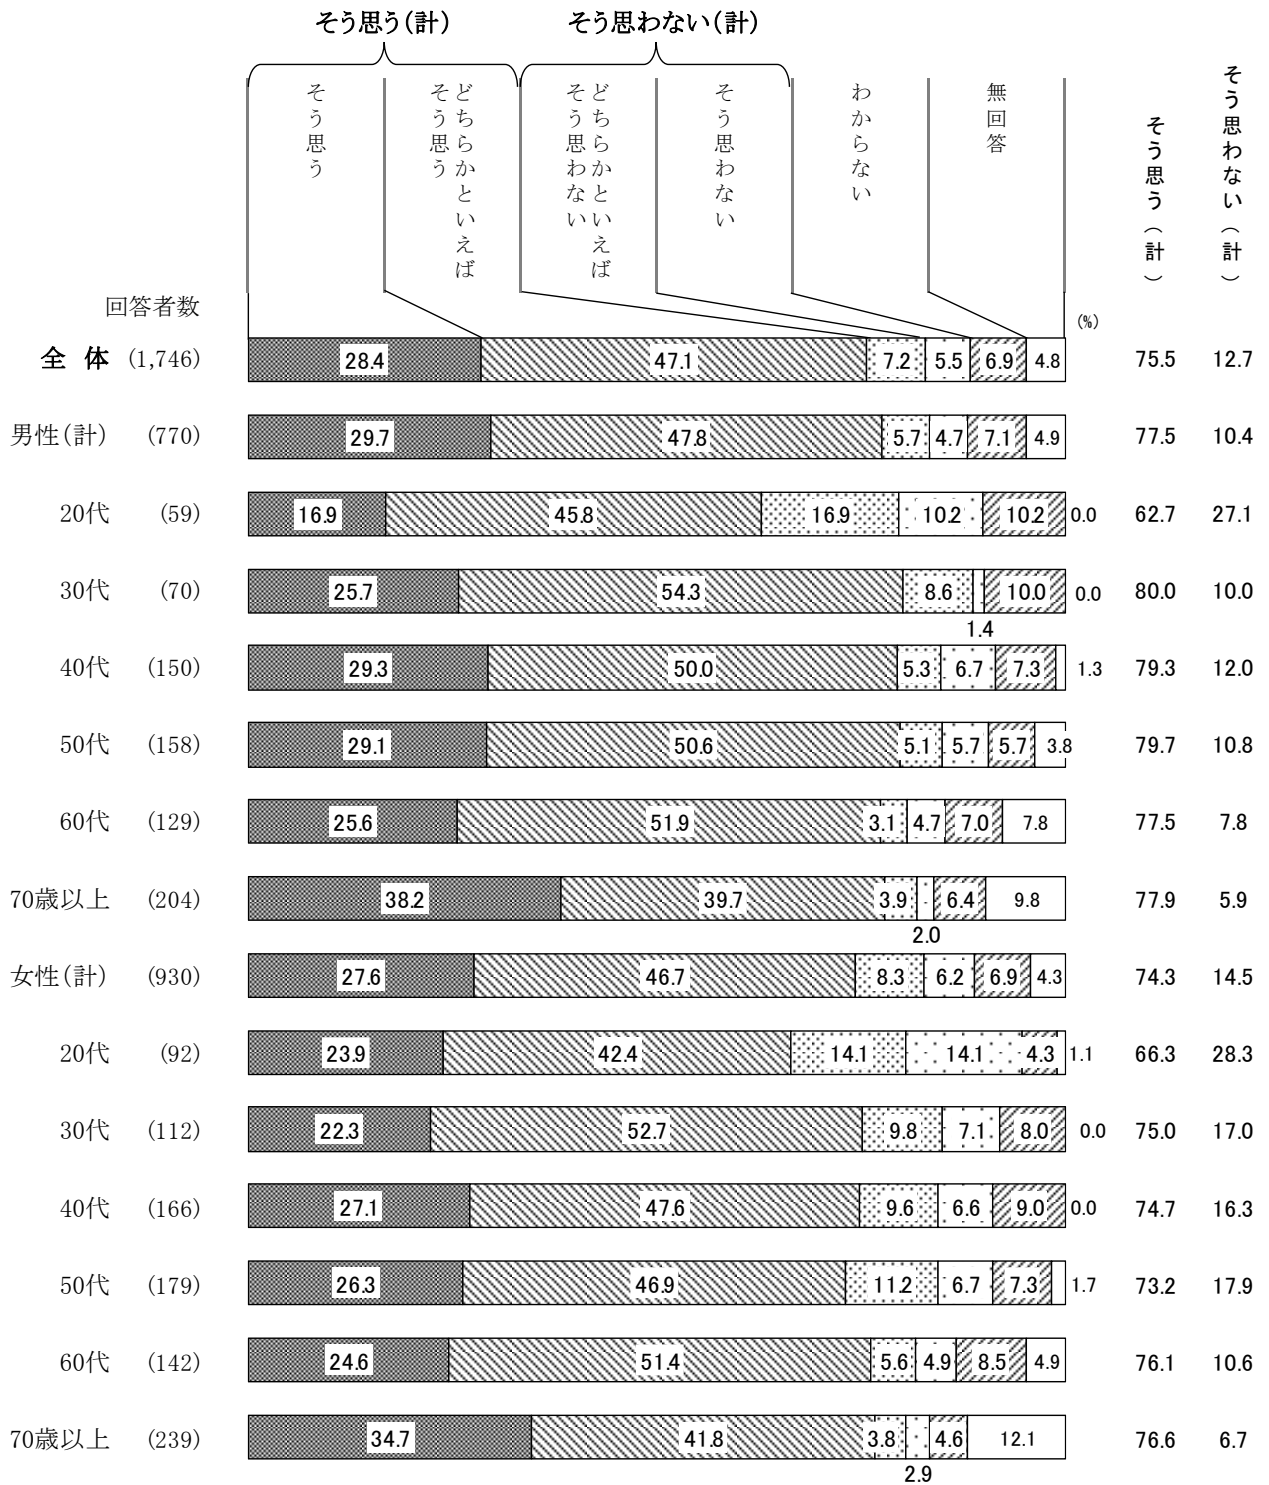 そう思う(計) そう思わない(計)
そう思う
どちらかといえば
そう思う
どちらかといえば
そう思わない
そう思わない
わからない
無回答
そう思う(計)
そう思わない(計)
回答者数
(%)
全 体 (1,746) 28.4 47.1 7.2 5.5 6.9 4.8 75.5 12.7
男性(計) (770) 29.7 47.8 5.7 4.7 7.1 4.9 77.5 10.4
20代 (59) 16.9 45.8 16.9 10.2 10.2 0.0 62.7 27.1
30代 (70) 25.7 54.3 8.6 10.0 0.0 80.0 10.0
1.4
40代 (150) 29.3 50.0 5.3 6.7 7.3 1.3 79.3 12.0
50代 (158) 29.1 50.6 5.1 5.7 5.7 3.8 79.7 10.8
60代 (129) 25.6 51.9 3.1 4.7 7.0 7.8 77.5 7.8
70歳以上 (204) 38.2 39.7 3.9 6.4 9.8 77.9 5.9
2.0
女性(計) (930) 27.6 46.7 8.3 6.2 6.9 4.3 74.3 14.5
20代 (92) 23.9 42.4 14.1 14.1 4.3 1.1 66.3 28.3
30代 (112) 22.3 52.7 9.8 7.1 8.0 0.0 75.0 17.0
40代 (166) 27.1 47.6 9.6 6.6 9.0 0.0 74.7 16.3
50代 (179) 26.3 46.9 11.2 6.7 7.3 1.7 73.2 17.9
60代 (142) 24.6 51.4 5.6 4.9 8.5 4.9 76.1 10.6
70歳以上 (239) 34.7 41.8 3.8 4.6 12.1 76.6 6.7
2.9